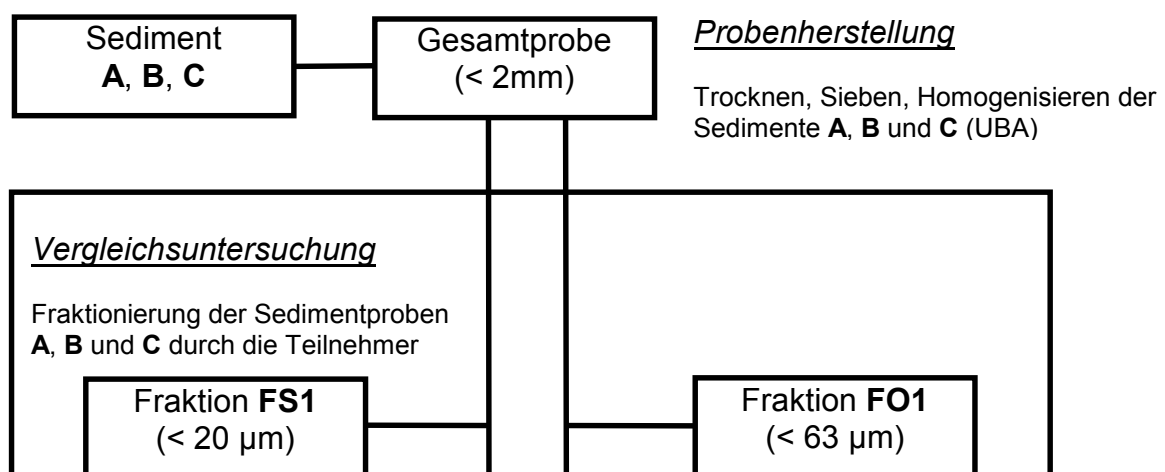 Sediment
A, B, C
Gesamtprobe
(< 2mm)
Probenherstellung
Trocknen, Sieben, Homogenisieren der
Sedimente A, B und C (UBA)
Vergleichsuntersuchung
Fraktionierung der Sedimentproben
A, B und C durch die Teilnehmer
Fraktion FS1
(< 20 µm)
Fraktion FO1
(< 63 µm)